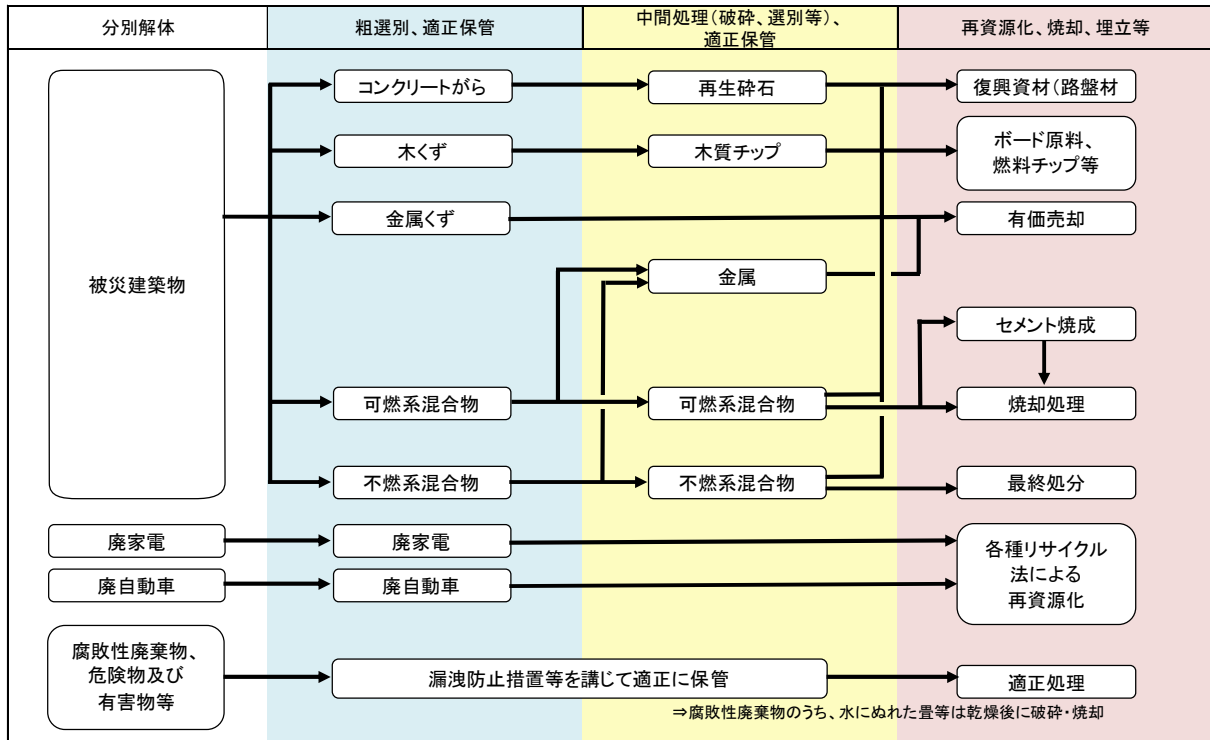 分別解体
粗選別、適正保管
中間処理(破砕、選別等)、
適正保管
再資源化、焼却、埋立等
被災建築物
コンクリートがら
再生砕石
復興資材(路盤材
木くず
木質チップ
ボード原料、
燃料チップ等
金属くず
有価売却
金属
セメント焼成
可燃系混合物
可燃系混合物
焼却処理
不燃系混合物
不燃系混合物
最終処分
廃家電
廃家電
廃自動車
廃自動車
各種リサイクル
法による
再資源化
腐敗性廃棄物、
危険物及び
有害物等
漏洩防止措置等を講じて適正に保管
適正処理
⇒腐敗性廃棄物のうち、水にぬれた畳等は乾燥後に破砕・焼却